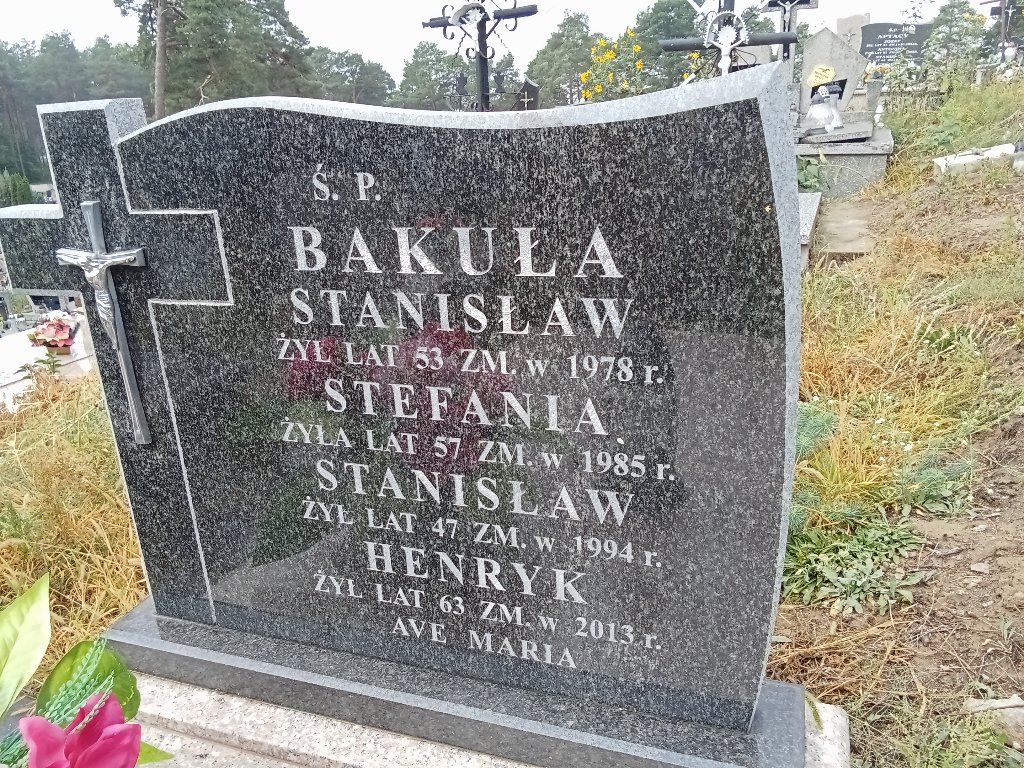 Ś. P.
BAKUŁA
STANISŁAW
ŻYŁ LAT 53 ZM. w 1978 r.
STEFANIA
ŻYŁA LAT 57 ZM. w 1985 r.
STANISŁAW
ŻYŁ LAT 47 ZM. w 1994 r.
HENRYK
ŻYŁ LAT 63 ZM. w 2013 r.
AVE MARIA
Ś.P.